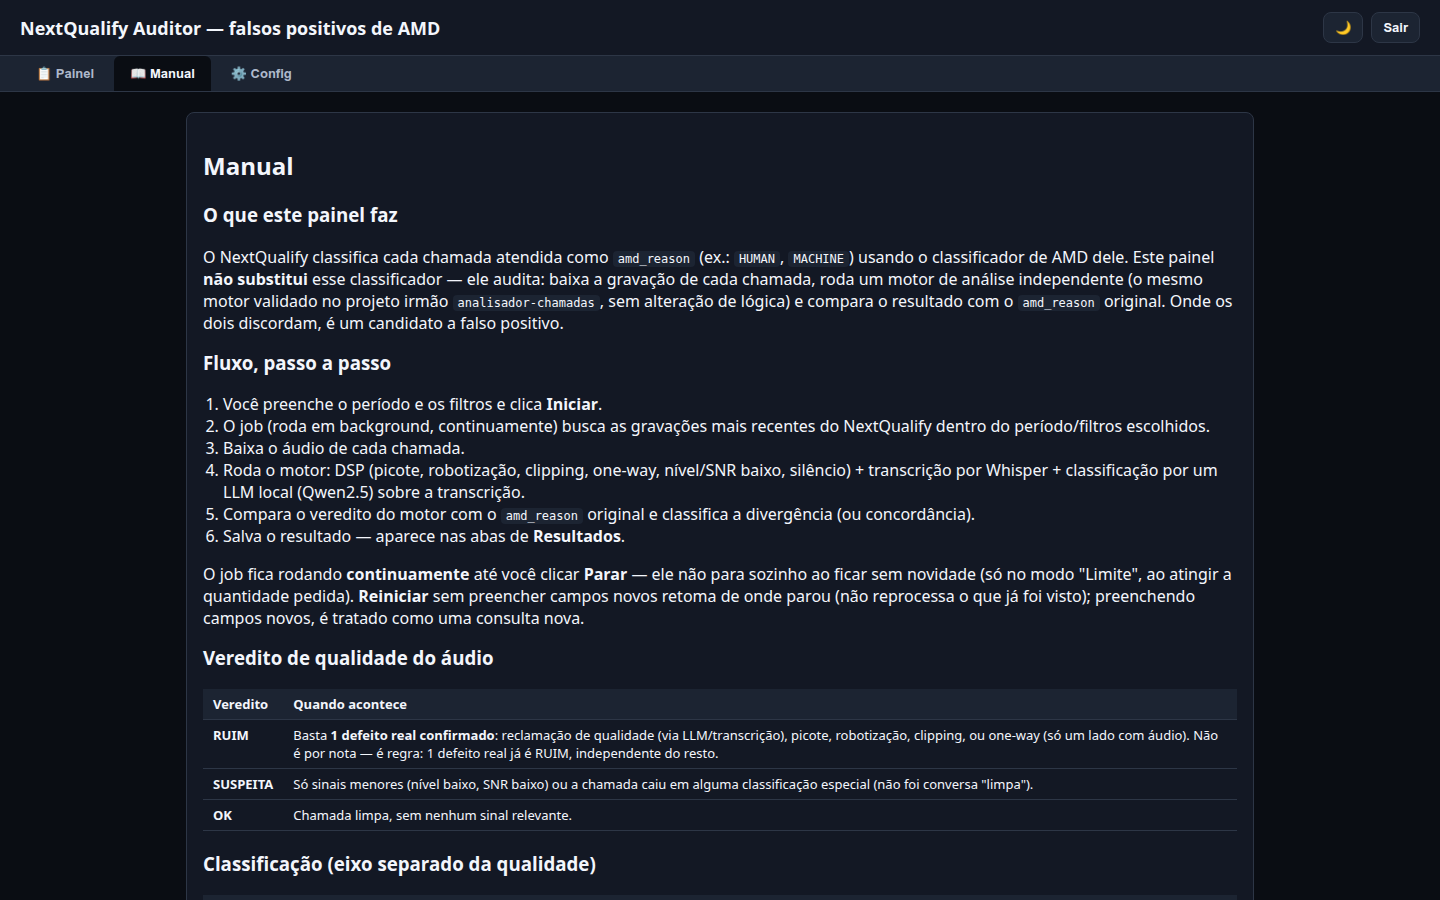 NextQualify Auditor — falsos positivos de AMD
🌙 Sair
📋 Painel 📖 Manual ⚙️ Config
Manual
O que este painel faz
O NextQualify classifica cada chamada atendida como amd_reason (ex.: HUMAN, MACHINE) usando o classificador de AMD dele. Este painel
não substitui esse classificador — ele audita: baixa a gravação de cada chamada, roda um motor de análise independente (o mesmo
motor validado no projeto irmão analisador-chamadas, sem alteração de lógica) e compara o resultado com o amd_reason original. Onde os
dois discordam, é um candidato a falso positivo.
Fluxo, passo a passo
1. Você preenche o período e os filtros e clica Iniciar.
2. O job (roda em background, continuamente) busca as gravações mais recentes do NextQualify dentro do período/filtros escolhidos.
3. Baixa o áudio de cada chamada.
4. Roda o motor: DSP (picote, robotização, clipping, one-way, nível/SNR baixo, silêncio) + transcrição por Whisper + classificação por um
LLM local (Qwen2.5) sobre a transcrição.
5. Compara o veredito do motor com o amd_reason original e classifica a divergência (ou concordância).
6. Salva o resultado — aparece nas abas de Resultados.
O job fica rodando continuamente até você clicar Parar — ele não para sozinho ao ficar sem novidade (só no modo "Limite", ao atingir a
quantidade pedida). Reiniciar sem preencher campos novos retoma de onde parou (não reprocessa o que já foi visto); preenchendo
campos novos, é tratado como uma consulta nova.
Veredito de qualidade do áudio
Veredito Quando acontece
RUIM Basta 1 defeito real confirmado: reclamação de qualidade (via LLM/transcrição), picote, robotização, clipping, ou one-way (só um lado com áudio). Não
é por nota — é regra: 1 defeito real já é RUIM, independente do resto.
SUSPEITA Só sinais menores (nível baixo, SNR baixo) ou a chamada caiu em alguma classificação especial (não foi conversa "limpa").
OK Chamada limpa, sem nenhum sinal relevante.
Classificação (eixo separado da qualidade)